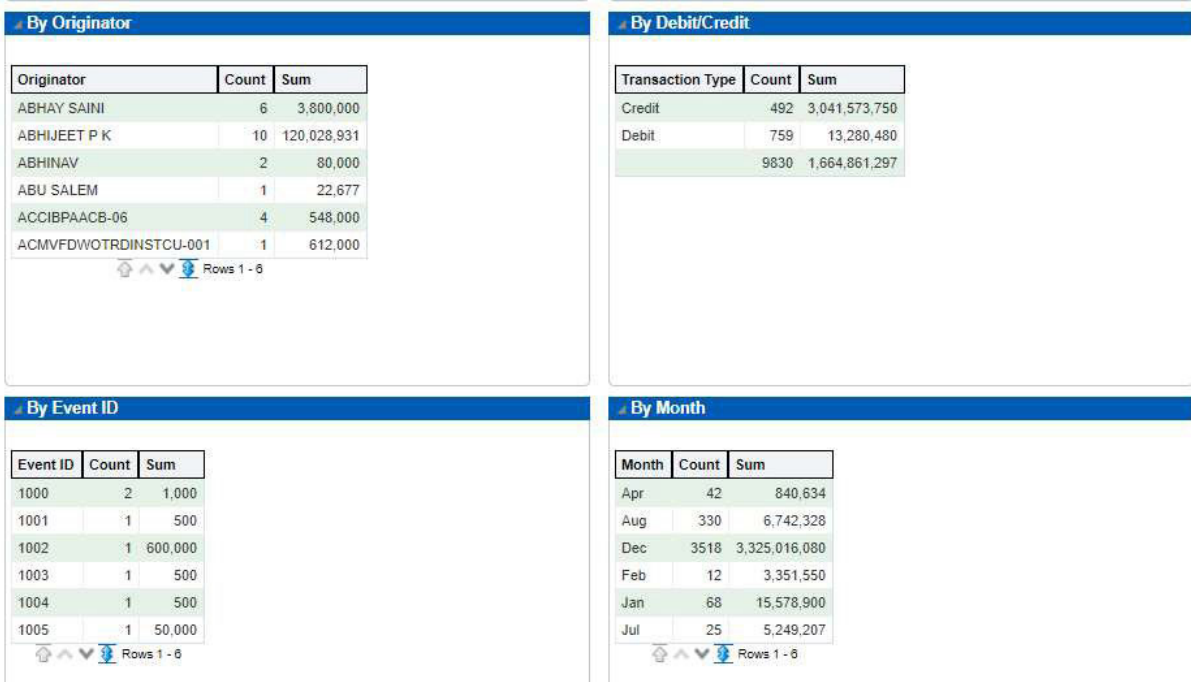 By Originator
Originator Count Sum
ABHAY SAINI 6 3,800,000
ABHIJEET P K 10 120,028,931
ABHINAV 2 80,000
ABU SALEM 1 22,677
ACCIBPAACB-06 4 548,000
ACMVFDWOTRDINSTCU-001 1 612,000
Rows 1 - 6
By Debit/Credit
Transaction Type Count Sum
Credit 492 3,041,573,750
Debit 759 13,280,480
9830 1,664,861,297
By Event ID
Event ID Count Sum
1000 2 1,000
1001 1 500
1002 1 600,000
1003 1 500
1004 1 500
1005 1 50,000
Rows 1 - 6
By Month
Month Count Sum
Apr 42 840,634
Aug 330 6,742,328
Dec 3518 3,325,016,080
Feb 12 3,351,550
Jan 68 15,578,900
Jul 25 5,249,207
Rows 1 - 6